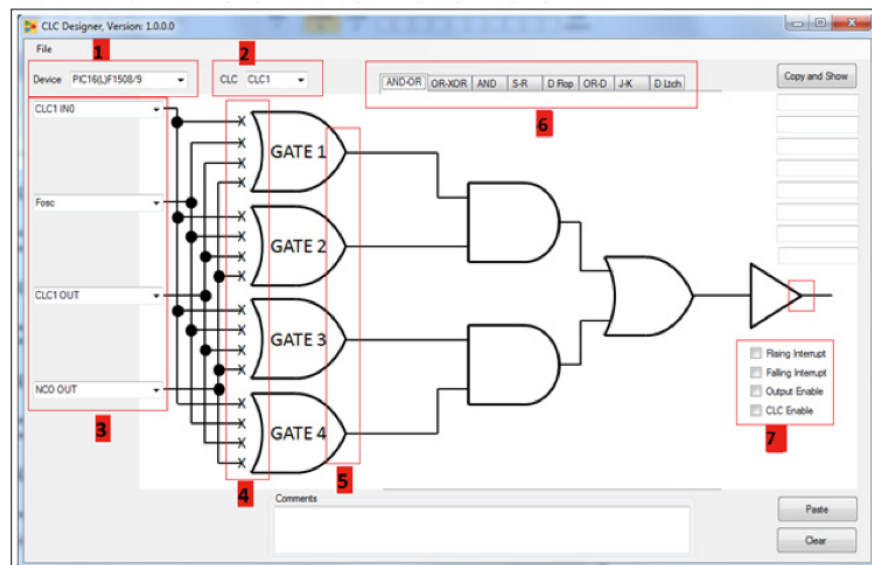 CLC Designer, Version: 1.0.0.0
File
1
2
Device PIC16(L)F1508/9
CLC CLC1
AND-OR OR-XOR AND S-R D Flop OR-D J-K D Ltch
Copy and Show
6
CLC1 IN0
X
X GATE 1
X
X
Fosc
X
X GATE 2
X
X
CLC1 OUT
X
X GATE 3
X
X
NCO OUT
X
X GATE 4
X
X
Rising Interrupt
Falling Interrupt
Output Enable
CLC Enable
7
3
4
5
Comments
Paste
Clear